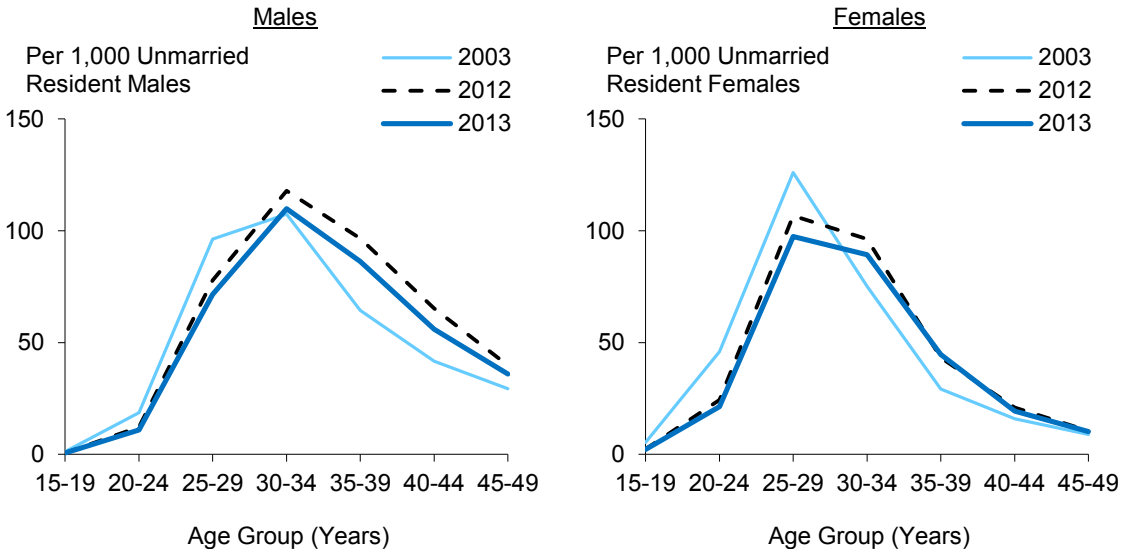 Males
Per 1,000 Unmarried
Resident Males
2003
2012
2013
150
100
50
0
15-19 20-24 25-29 30-34 35-39 40-44 45-49
Age Group (Years)
Females
Per 1,000 Unmarried
Resident Females
2003
2012
2013
150
100
50
0
15-19 20-24 25-29 30-34 35-39 40-44 45-49
Age Group (Years)